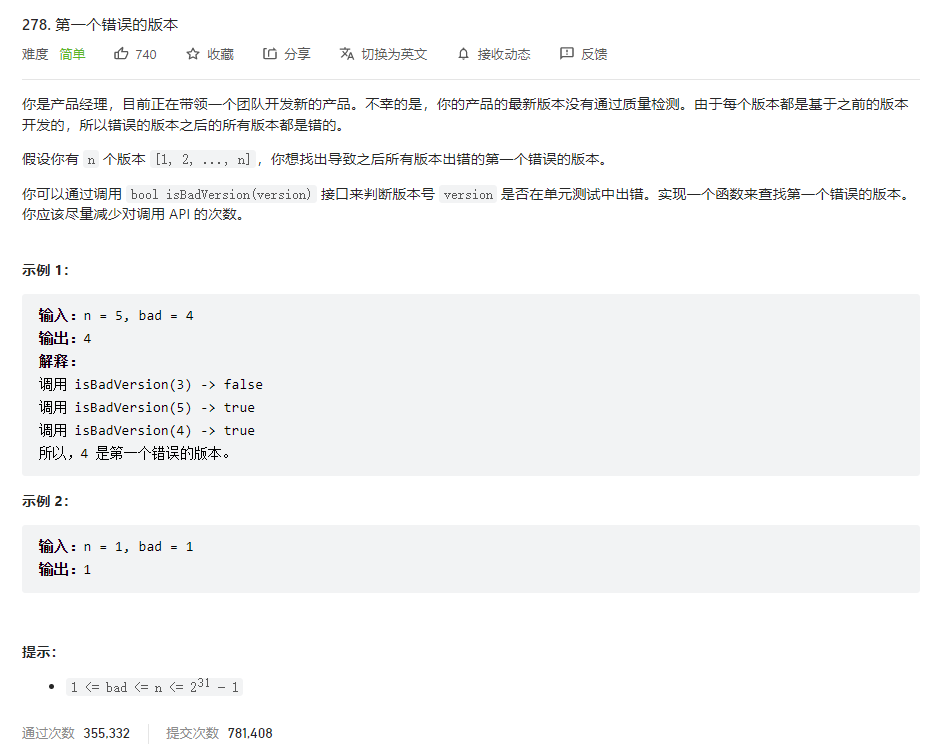 278. 第一个错误的版本
难度 简单 740 收藏 分享 切换为英文 接收动态 反馈
你是产品经理，目前正在带领一个团队开发新的产品。不幸的是，你的产品的最新版本没有通过质量检测。由于每个版本都是基于之前的版本
开发的，所以错误的版本之后的所有版本都是错的。
假设你有 n 个版本 [1, 2, ..., n]，你想找出导致之后所有版本出错的第一个错误的版本。
你可以通过调用 bool isBadVersion(version) 接口来判断版本号 version 是否在单元测试中出错。实现一个函数来查找第一个错误的版本。
你应该尽量减少对调用 API 的次数。
示例 1：
输入：n = 5, bad = 4
输出：4
解释：
调用 isBadVersion(3) -> false
调用 isBadVersion(5) -> true
调用 isBadVersion(4) -> true
所以，4 是第一个错误的版本。
示例 2：
输入：n = 1, bad = 1
输出：1
提示：
• 1 <= bad <= n <= 2³¹ - 1
通过次数 355,332 提交次数 781,408